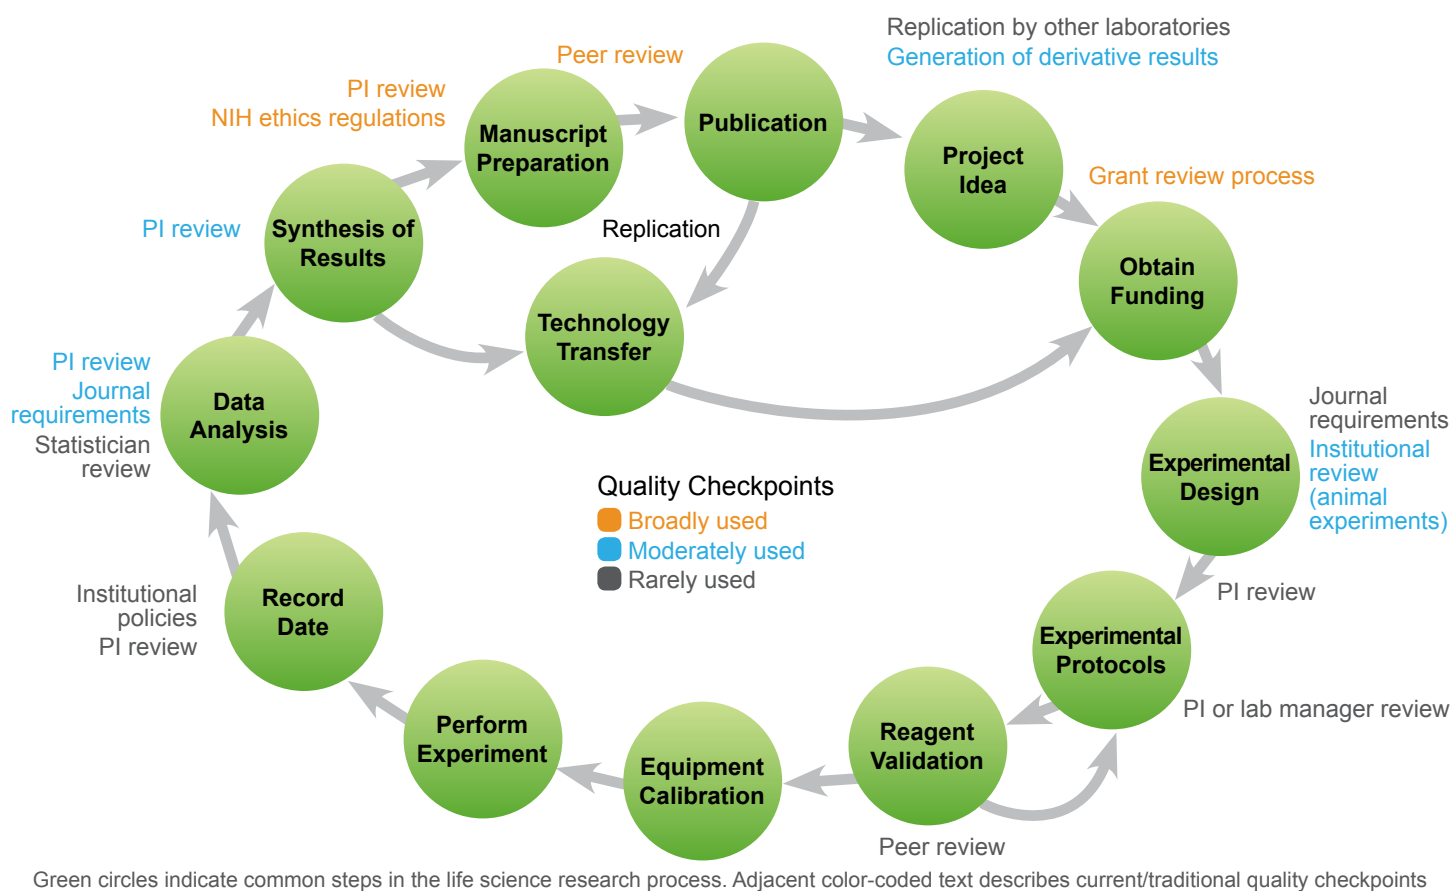 Replication by other laboratories
Generation of derivative results
Peer review
PI review
NIH ethics regulations
Manuscript
Preparation
Publication
Project
Idea
Grant review process
PI review
Synthesis of
Results
Replication
Obtain
Funding
Technology
Transfer
PI review
Journal
requirements
Statistician
review
Data
Analysis
Journal
requirements
Institutional
review
(animal
experiments)
Experimental
Design
Quality Checkpoints
Broadly used
Moderately used
Rarely used
Institutional
policies
PI review
Record
Date
PI review
Experimental
Protocols
PI or lab manager review
Perform
Experiment
Equipment
Calibration
Reagent
Validation
Peer review
Green circles indicate common steps in the life science research process. Adjacent color-coded text describes current/traditional quality checkpoints